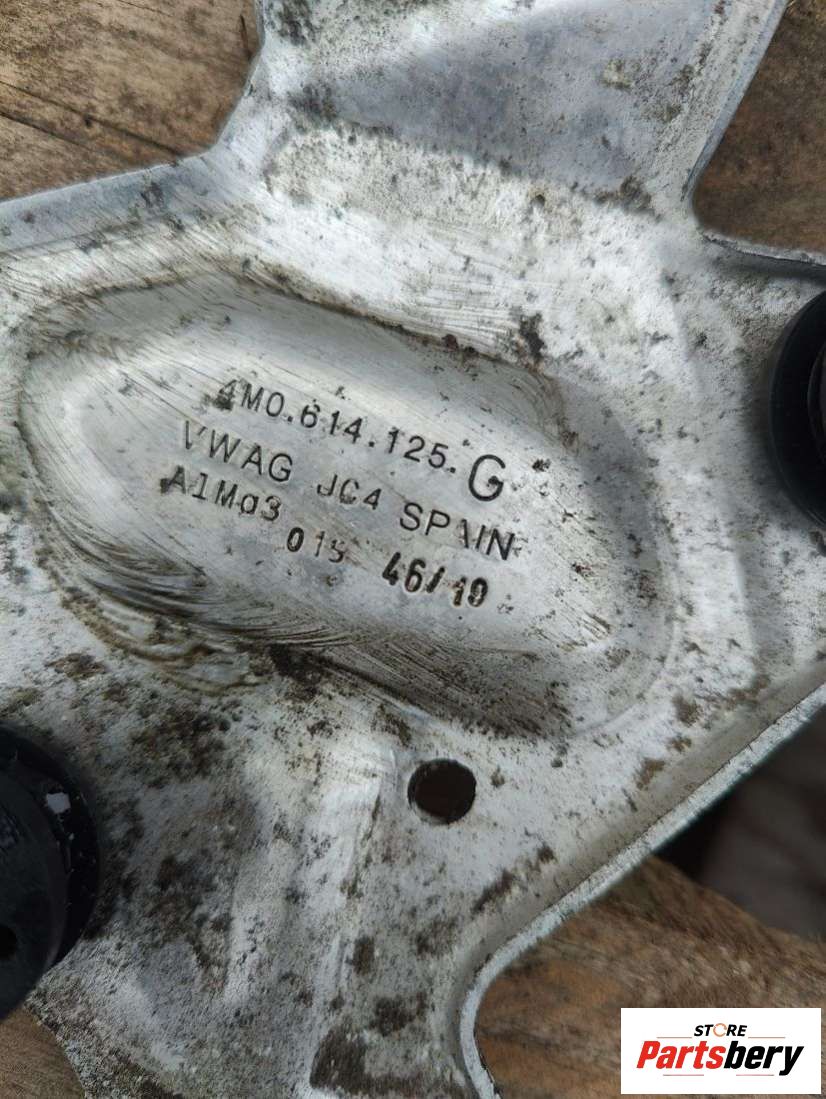 4M0.614.125.G
VWAG JC4 SPAIN
AlMg3
015 46/19
STORE
Partsbery